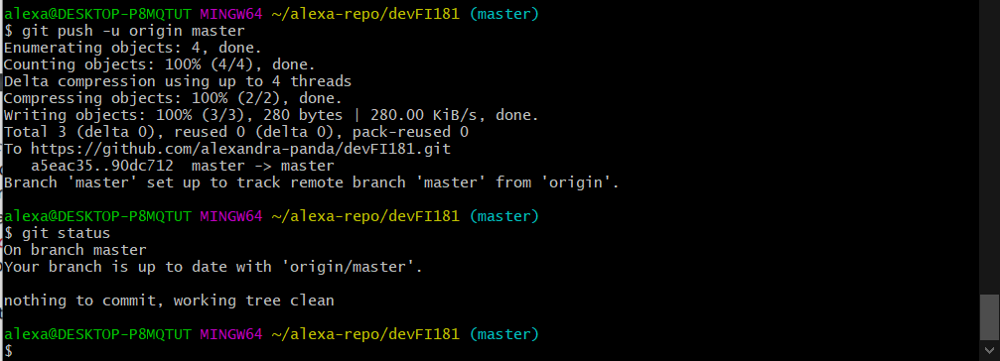 alexa@DESKTOP-P8MQTUT MINGW64 ~/alexa-repo/devFI181 (master)
$ git push -u origin master
Enumerating objects: 4, done.
Counting objects: 100% (4/4), done.
Delta compression using up to 4 threads
Compressing objects: 100% (2/2), done.
Writing objects: 100% (3/3), 280 bytes | 280.00 KiB/s, done.
Total 3 (delta 0), reused 0 (delta 0), pack-reused 0
To https://github.com/alexandra-panda/devFI181.git
   a5eac35..90dc712  master -> master
Branch 'master' set up to track remote branch 'master' from 'origin'.

alexa@DESKTOP-P8MQTUT MINGW64 ~/alexa-repo/devFI181 (master)
$ git status
On branch master
Your branch is up to date with 'origin/master'.

nothing to commit, working tree clean

alexa@DESKTOP-P8MQTUT MINGW64 ~/alexa-repo/devFI181 (master)
$